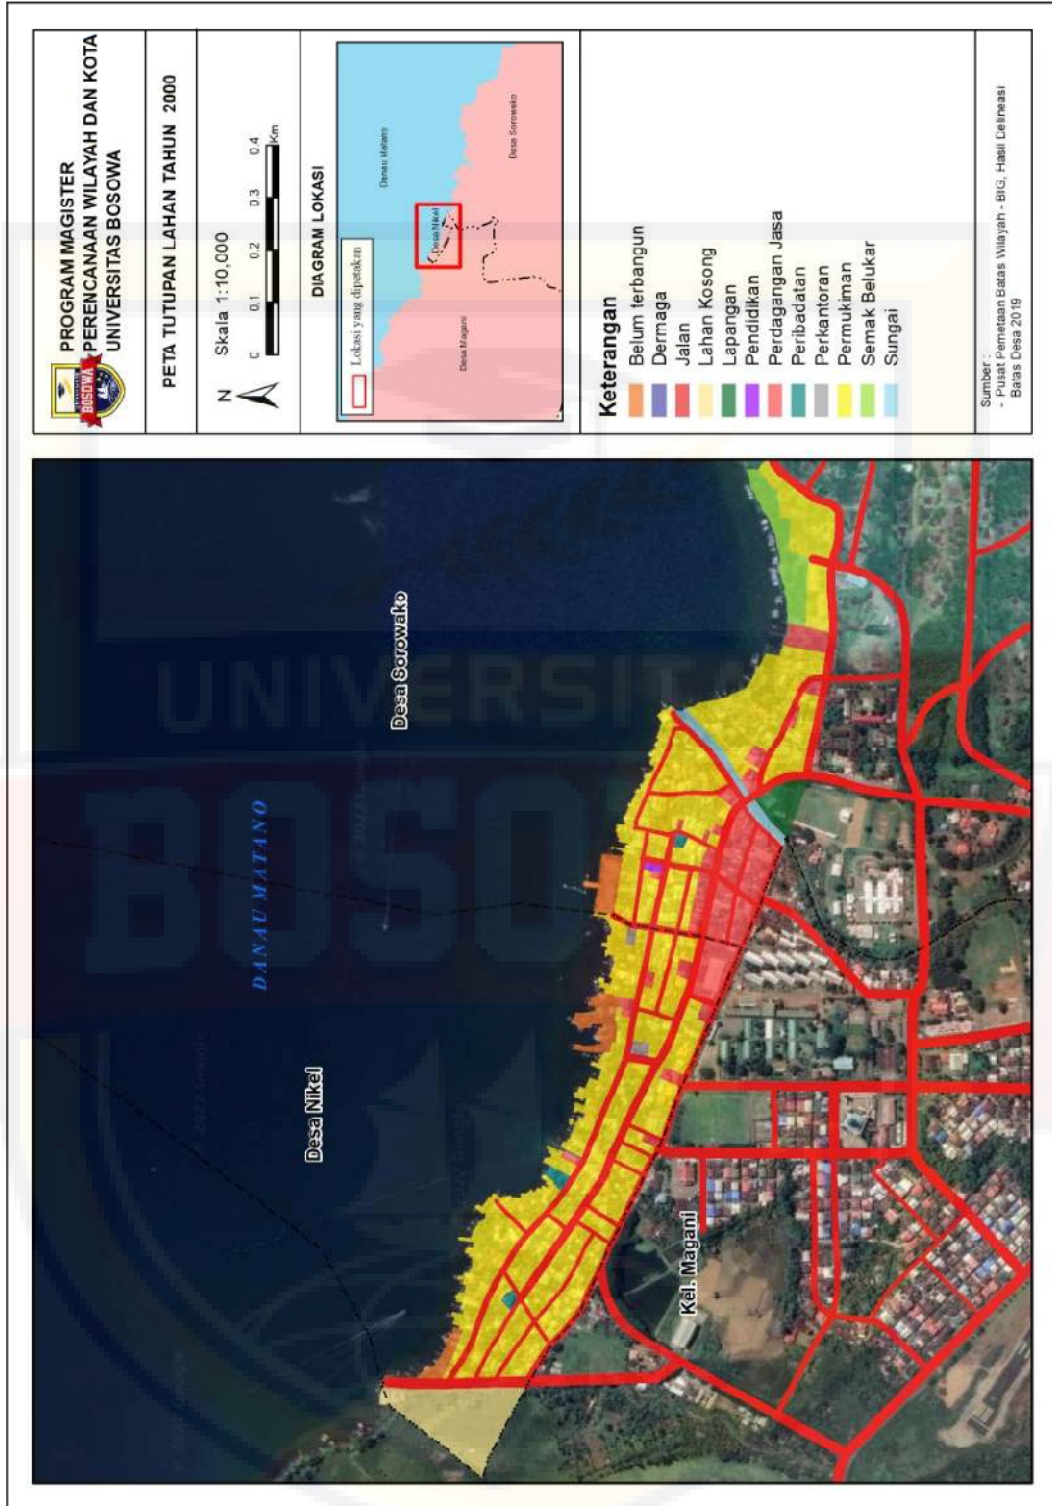 PROGRAM MAGISTER
PERENCANAAN WILAYAH DAN KOTA
UNIVERSITAS BOSOWA
BOSOWA
PETA TUTUPAN LAHAN TAHUN 2000
N
Skala 1:10,000
0 0.1 0.2 0.3 0.4
Km
DIAGRAM LOKASI
Lokasi yang dipetakan
Danau Matano
Desa Nikel
Desa Sorowako
Desa Magani
Keterangan
Belum terbangun
Dermaga
Jalan
Lahan Kosong
Lapangan
Pendidikan
Perdagangan Jasa
Peribadatan
Perkantoran
Permukiman
Semak Belukar
Sungai
Sumber :
- Pusat Pemetaan Batas Wilayah - BIG, Hasil Delineasi
Batas Desa 2019
DANAU MATANO
Desa Sorowako
Desa Nikel
Kel. Magani
UNIVERSITAS
BOSO